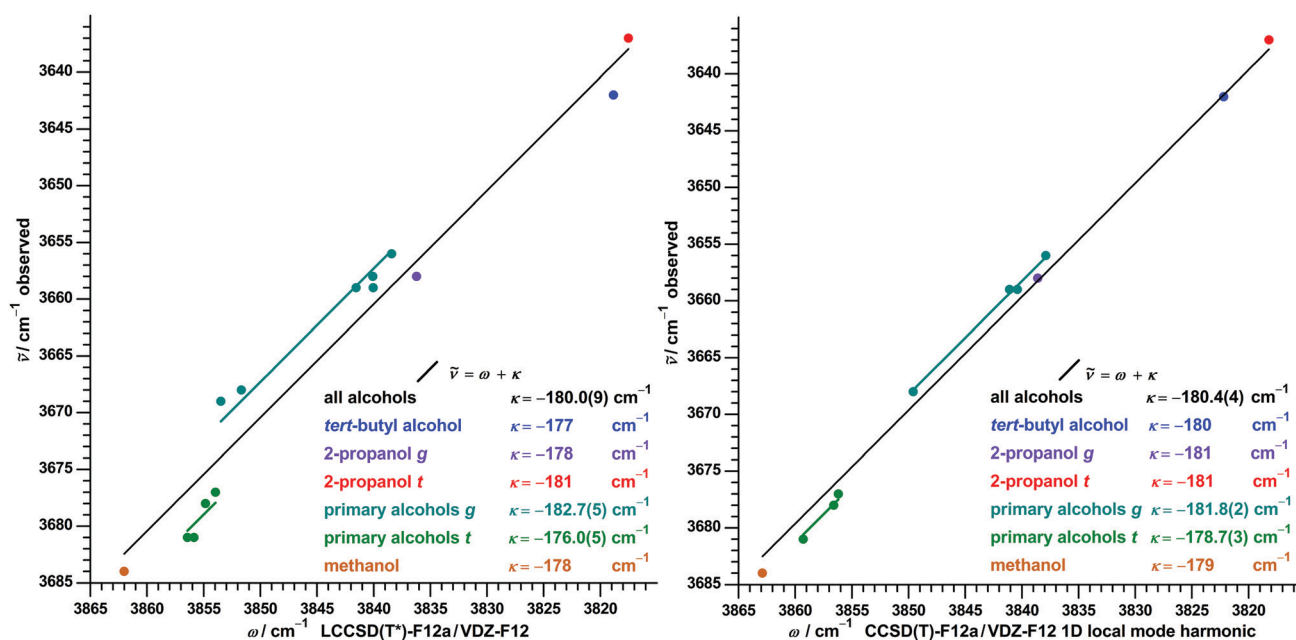 3640
3645
3650
3655
3660
3665
3670
3675
3680
3685
ν̃ / cm⁻¹ observed
ν̃ = ω + κ
all alcohols κ = −180.0(9) cm⁻¹
tert-butyl alcohol κ = −177 cm⁻¹
2-propanol g κ = −178 cm⁻¹
2-propanol t κ = −181 cm⁻¹
primary alcohols g κ = −182.7(5) cm⁻¹
primary alcohols t κ = −176.0(5) cm⁻¹
methanol κ = −178 cm⁻¹
3865 3860 3855 3850 3845 3840 3835 3830 3825 3820
ω / cm⁻¹ LCCSD(T*)-F12a/VDZ-F12
3640
3645
3650
3655
3660
3665
3670
3675
3680
3685
ν̃ / cm⁻¹ observed
ν̃ = ω + κ
all alcohols κ = −180.4(4) cm⁻¹
tert-butyl alcohol κ = −180 cm⁻¹
2-propanol g κ = −181 cm⁻¹
2-propanol t κ = −181 cm⁻¹
primary alcohols g κ = −181.8(2) cm⁻¹
primary alcohols t κ = −178.7(3) cm⁻¹
methanol κ = −179 cm⁻¹
3865 3860 3855 3850 3845 3840 3835 3830 3825 3820
ω / cm⁻¹ CCSD(T)-F12a/VDZ-F12 1D local mode harmonic